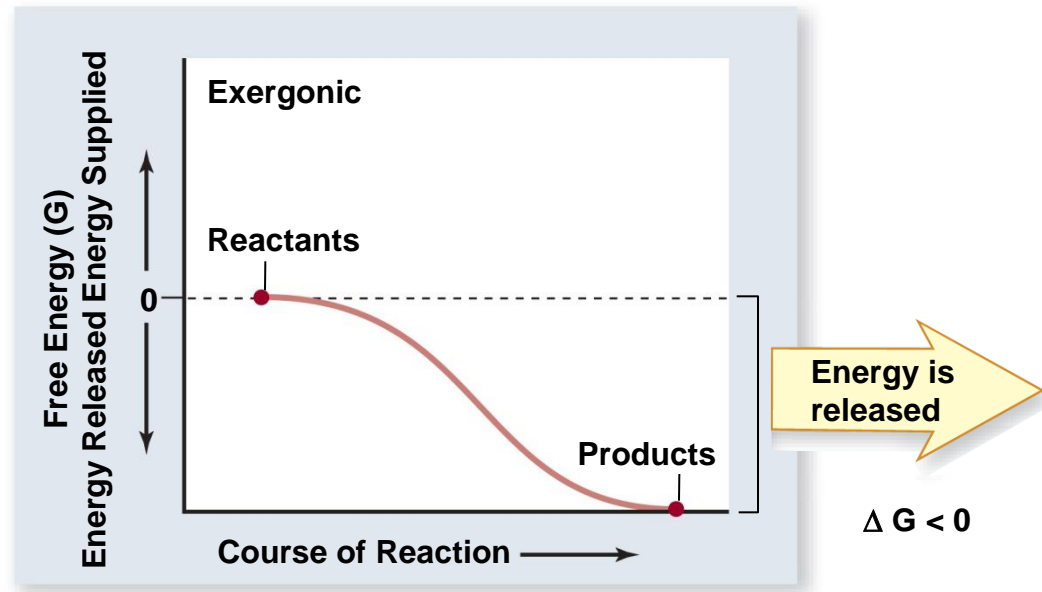 Exergonic
Free Energy (G)
Energy Released Energy Supplied
Reactants
0
Energy is
released
Products
Δ G < 0
Course of Reaction